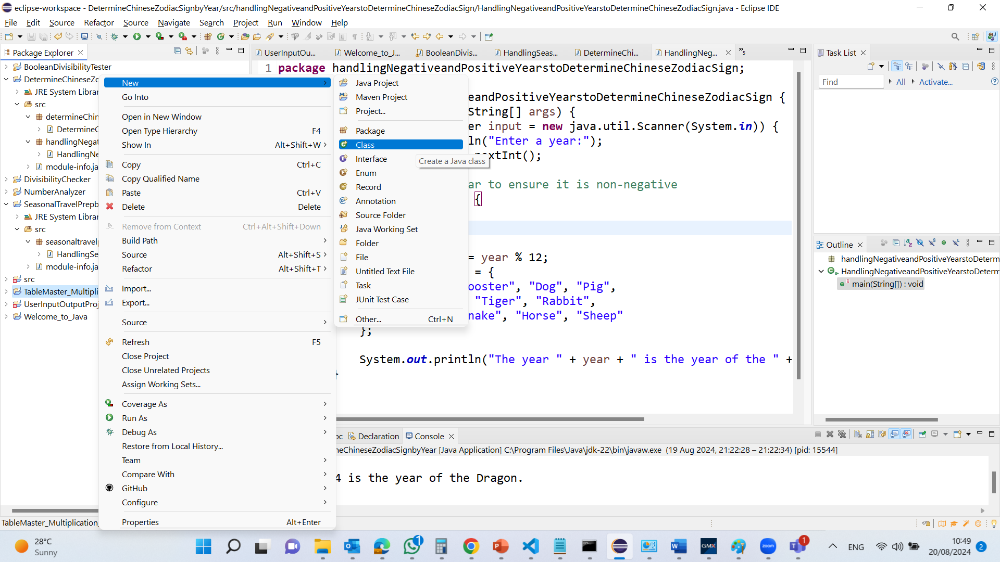 eclipse-workspace - DetermineChineseZodiacSignbyYear/src/handlingNegativeandPositiveYearstoDetermineChineseZodiacSign/HandlingNegativeandPositiveYearstoDetermineChineseZodiacSign.java - Eclipse IDE
File Edit Source Refactor Source Navigate Search Project Run Window Help
Package Explorer
BooleanDivisibilityTester
DetermineChineseZo
JRE System Librar
src
determineChin
DetermineC
handlingNegat
HandlingNe
module-info.ja
DivisibilityChecker
NumberAnalyzer
SeasonalTravelPrepb
JRE System Librar
src
seasonaltravelp
HandlingSe
module-info.ja
src
TableMaster_Multipli
UserInputOutputProj
Welcome_to_Java
New
Go Into
Open in New Window
Open Type Hierarchy F4
Show In Alt+Shift+W
Copy Ctrl+C
Copy Qualified Name
Paste Ctrl+V
Delete Delete
Remove from Context Ctrl+Alt+Shift+Down
Build Path
Source Alt+Shift+S
Refactor Alt+Shift+T
Import...
Export...
Source
Refresh F5
Close Project
Close Unrelated Projects
Assign Working Sets...
Coverage As
Run As
Debug As
Restore from Local History...
Team
Compare With
GitHub
Configure
Properties Alt+Enter
Java Project
Maven Project
Project...
Package
Class
Interface
Enum
Record
Annotation
Source Folder
Java Working Set
Folder
File
Untitled Text File
Task
JUnit Test Case
Other... Ctrl+N
Create a Java class
UserInputOu... Welcome_to_J... BooleanDivis... HandlingSeas... DetermineChi... HandlingNeg... 5
1 package handlingNegativeandPositiveYearstoDetermineChineseZodiacSign;
eandPositiveYearstoDetermineChineseZodiacSign {
String[] args) {
er input = new java.util.Scanner(System.in)) {
ln("Enter a year:");
nextInt();
ar to ensure it is non-negative
{
= year % 12;
= {
ooster", "Dog", "Pig",
"Tiger", "Rabbit",
nake", "Horse", "Sheep"
};
System.out.println("The year " + year + " is the year of the " +
}
oc Declaration Console
neChineseZodiacSignbyYear [Java Application] C:\Program Files\Java\jdk-22\bin\javaw.exe (19 Aug 2024, 21:22:28 – 21:22:34) [pid: 15544]
4 is the year of the Dragon.
Task List
Find All Activate...
Outline
handlingNegativeandPositiveYearstoDeterm
HandlingNegativeandPositiveYearstoDeterm
main(String[]) : void
TableMaster_Multiplication_
28°C
Sunny
1
GMX
zoom
1
ENG
10:49
20/08/2024
2